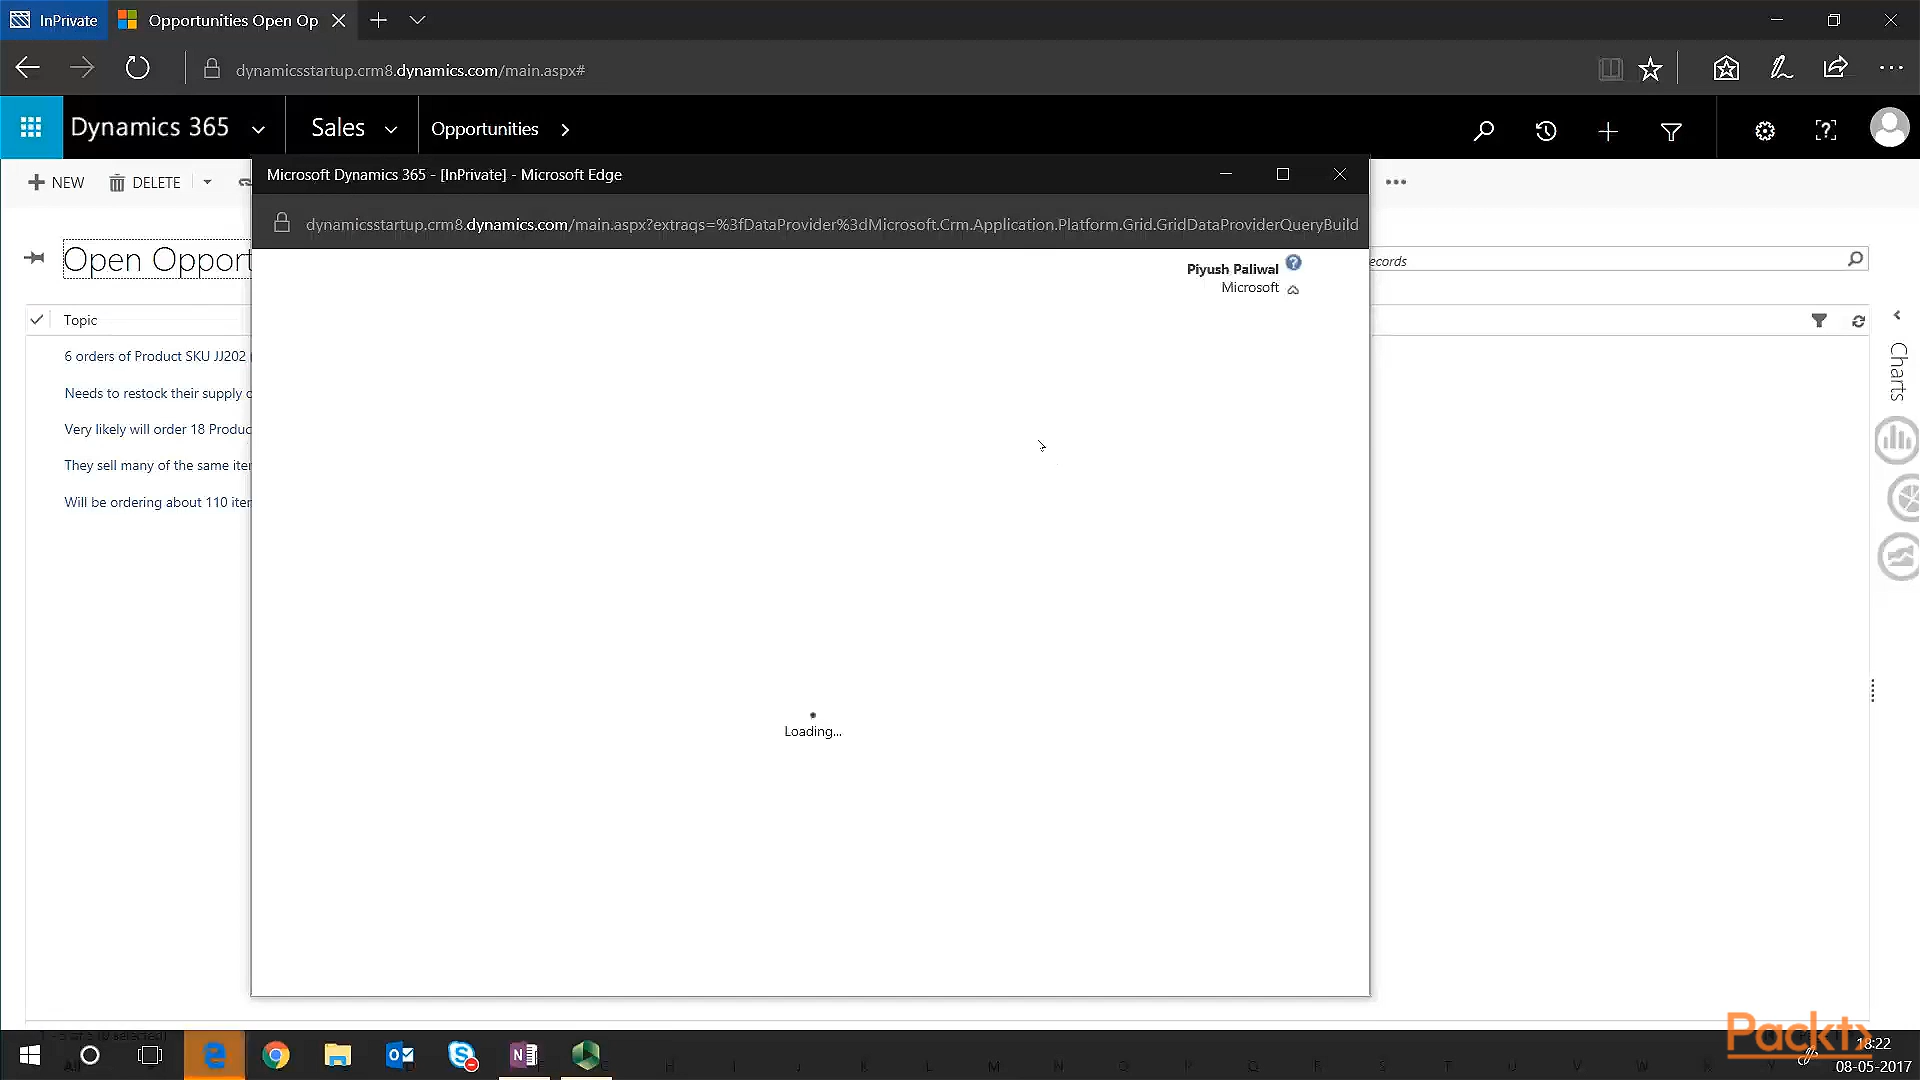 InPrivate
Opportunities Open Op
dynamicsstartup.crm8.dynamics.com/main.aspx#
Dynamics 365
Sales
Opportunities
NEW
DELETE
Microsoft Dynamics 365 - [InPrivate] - Microsoft Edge
dynamicsstartup.crm8.dynamics.com/main.aspx?extraqs=%3fDataProvider%3dMicrosoft.Crm.Application.Platform.Grid.GridDataProviderQueryBuild
Open Opport
ecords
Piyush Paliwal
Microsoft
Topic
Charts
6 orders of Product SKU JJ202
Needs to restock their supply
Very likely will order 18 Produc
They sell many of the same iter
Will be ordering about 110 iter
Loading...
Packt>
18:22
08-05-2017